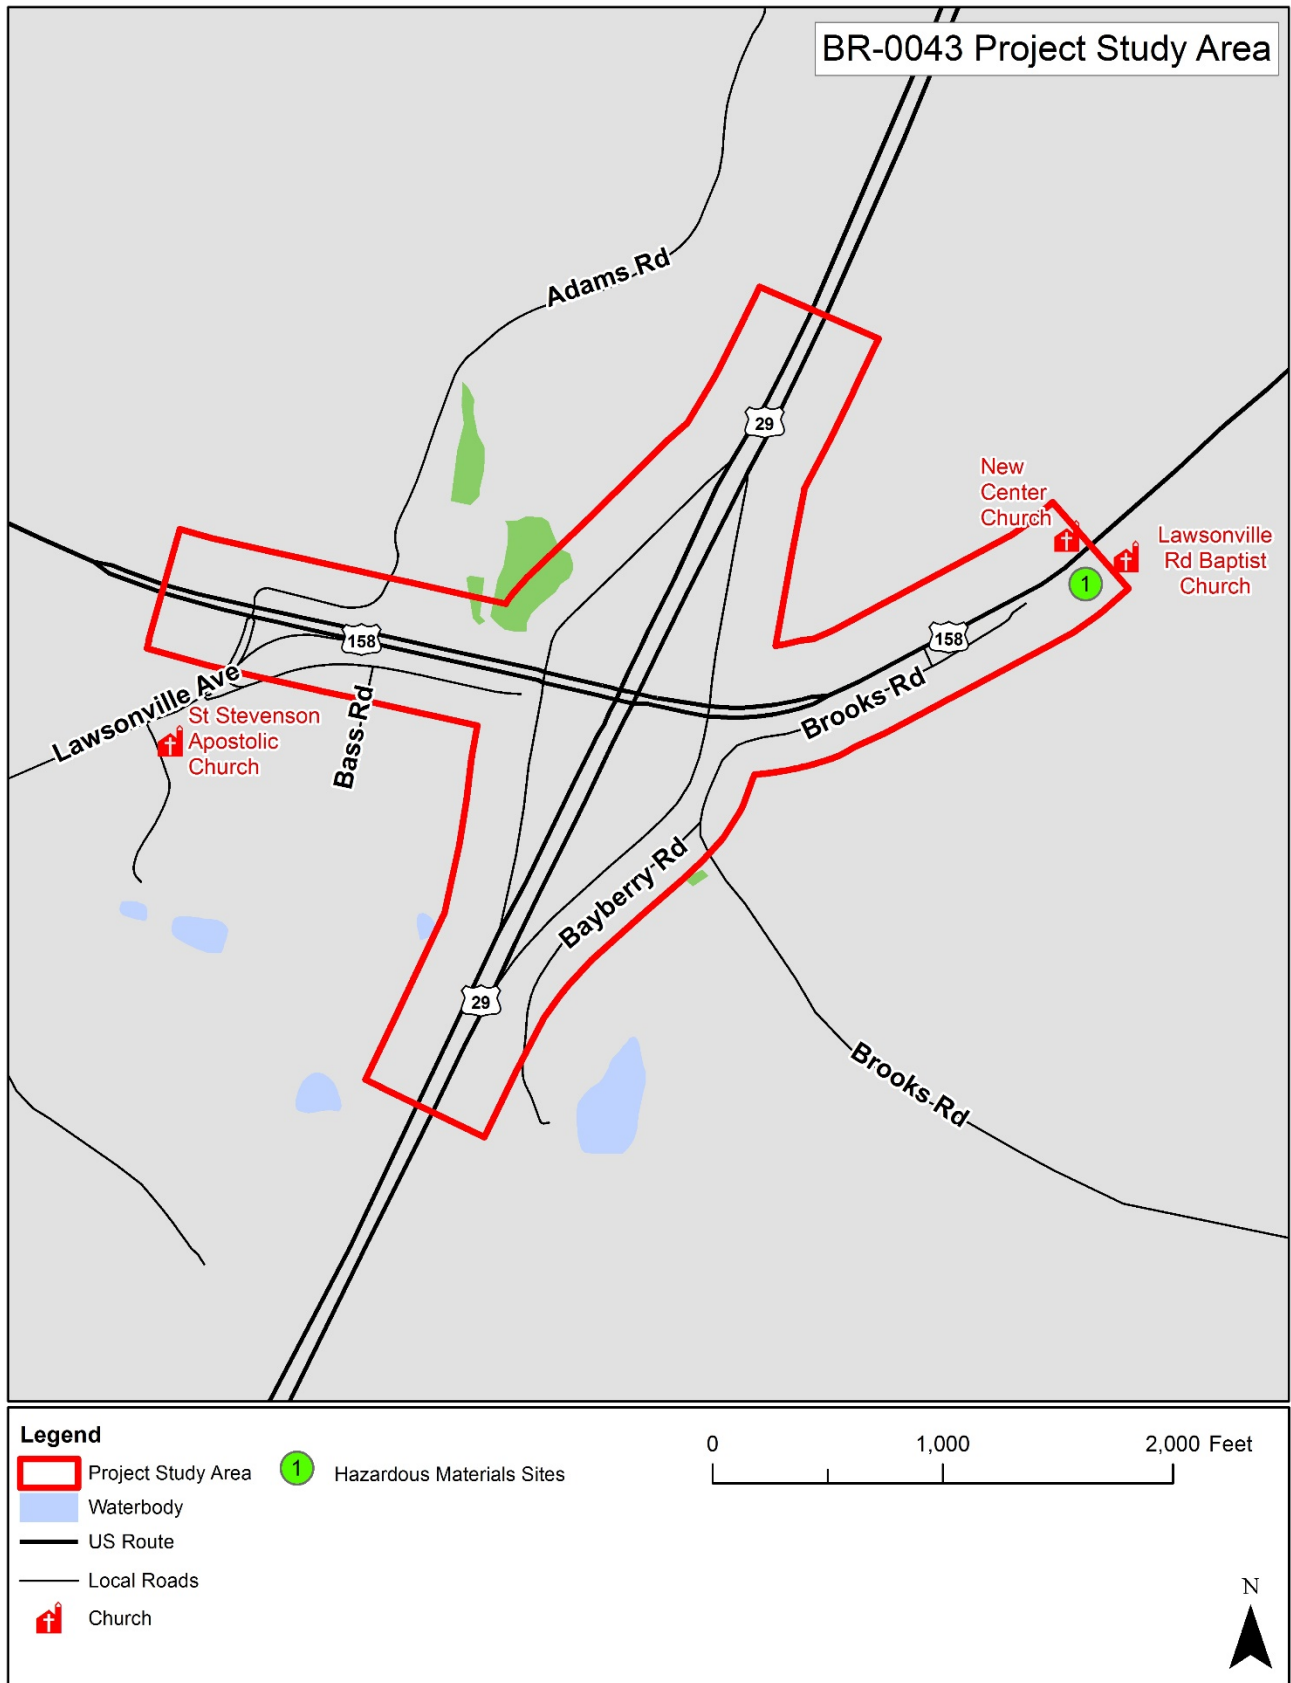 BR-0043 Project Study Area
Adams Rd
29
New
Center
Church
Lawsonville
Rd Baptist
Church
1
158
158
Brooks Rd
Lawsonville Ave
St Stevenson
Apostolic
Church
Bass Rd
Bayberry Rd
29
Brooks Rd
Legend
Project Study Area
1
Hazardous Materials Sites
Waterbody
US Route
Local Roads
Church
0
1,000
2,000 Feet
N